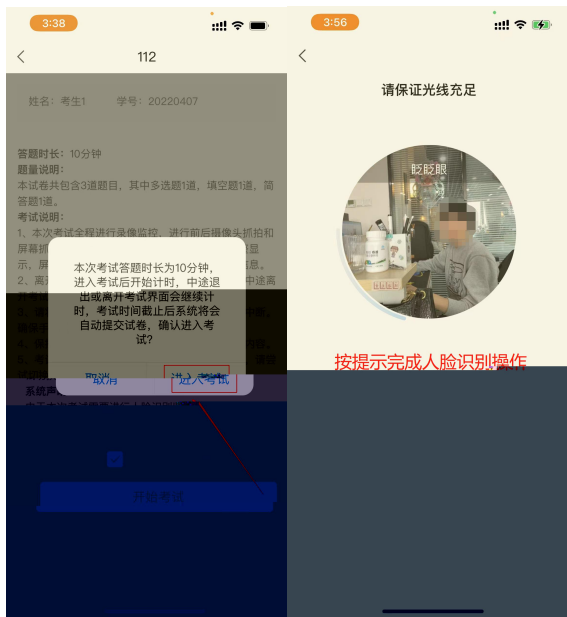 3:38
112
姓名：考生1 学号：20220407
答题时长：10分钟
题量说明：
本试卷共包含3道题目，其中多选题1道，填空题1道，简
答题1道。
考试说明：
1、本次考试全程进行录像监控、进行前后摄像头抓拍和
屏幕抓
示，屏
2、离开
中途离
本次考试答题时长为10分钟，
进入考试后开始计时，中途退
出或离开考试界面会继续计
时，考试时间截止后系统将会
自动提交试卷，确认进入考
试？
取消 进入考试
系统声
开始考试
3:56
请保证光线充足
眨眨眼
按提示完成人脸识别操作